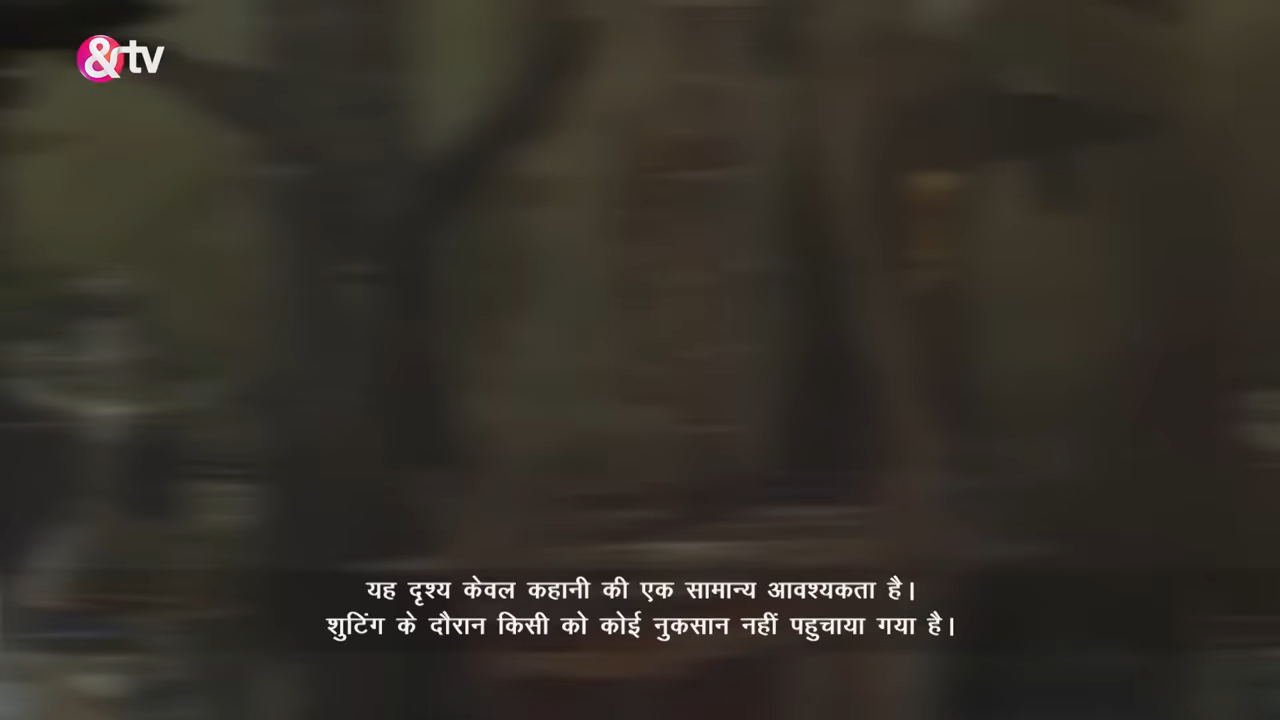 &tv
यह दृश्य केवल कहानी की एक सामान्य आवश्यकता है।
शुटिंग के दौरान किसी को कोई नुकसान नहीं पहुचाया गया है।